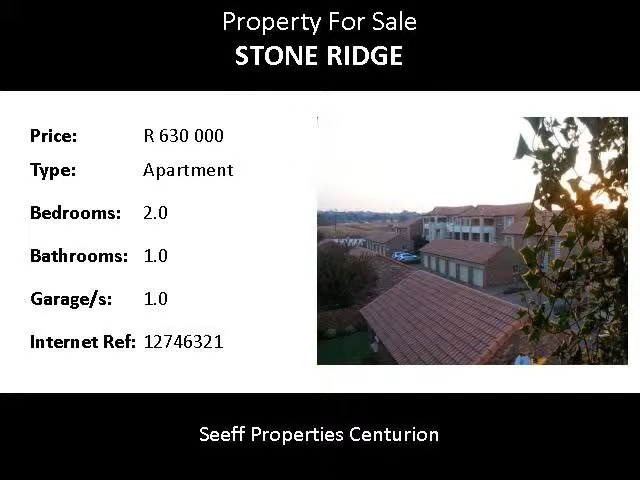 Property For Sale
STONE RIDGE
Price: R 630 000
Type: Apartment
Bedrooms: 2.0
Bathrooms: 1.0
Garage/s: 1.0
Internet Ref: 12746321
Seeff Properties Centurion